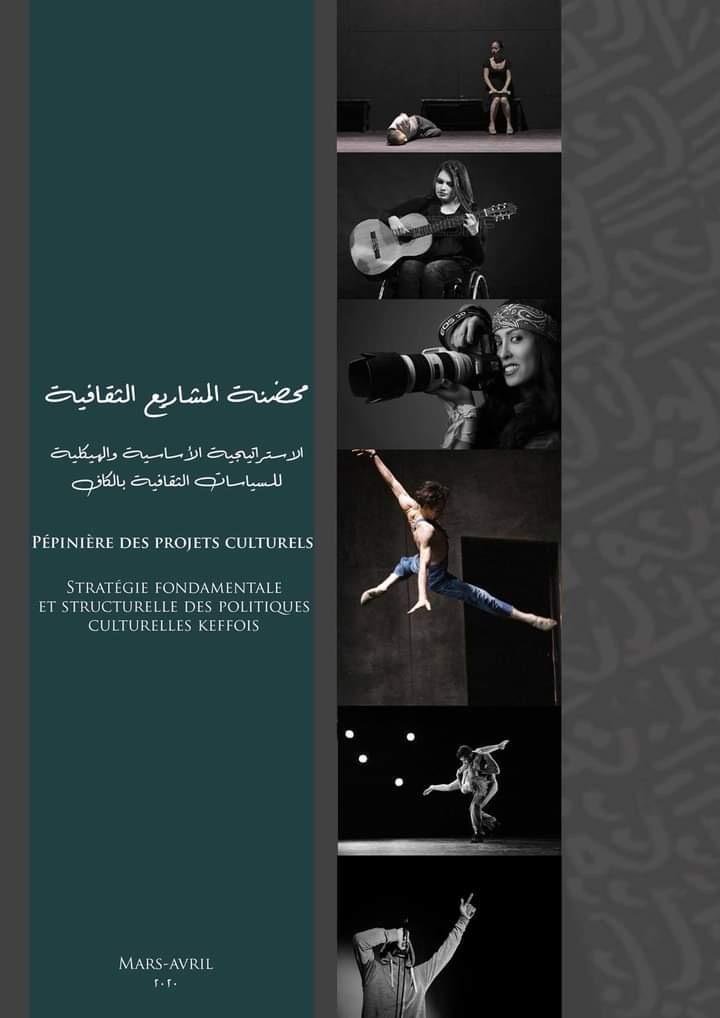 محضنة المشاريع الثقافية
الاستراتيجية الأساسية والهيكلية
للسياسات الثقافية بالكاف
Pépinière des projets culturels
Stratégie fondamentale
et structurelle des politiques
culturelles keffois
Mars-avril
٢٠٢٠